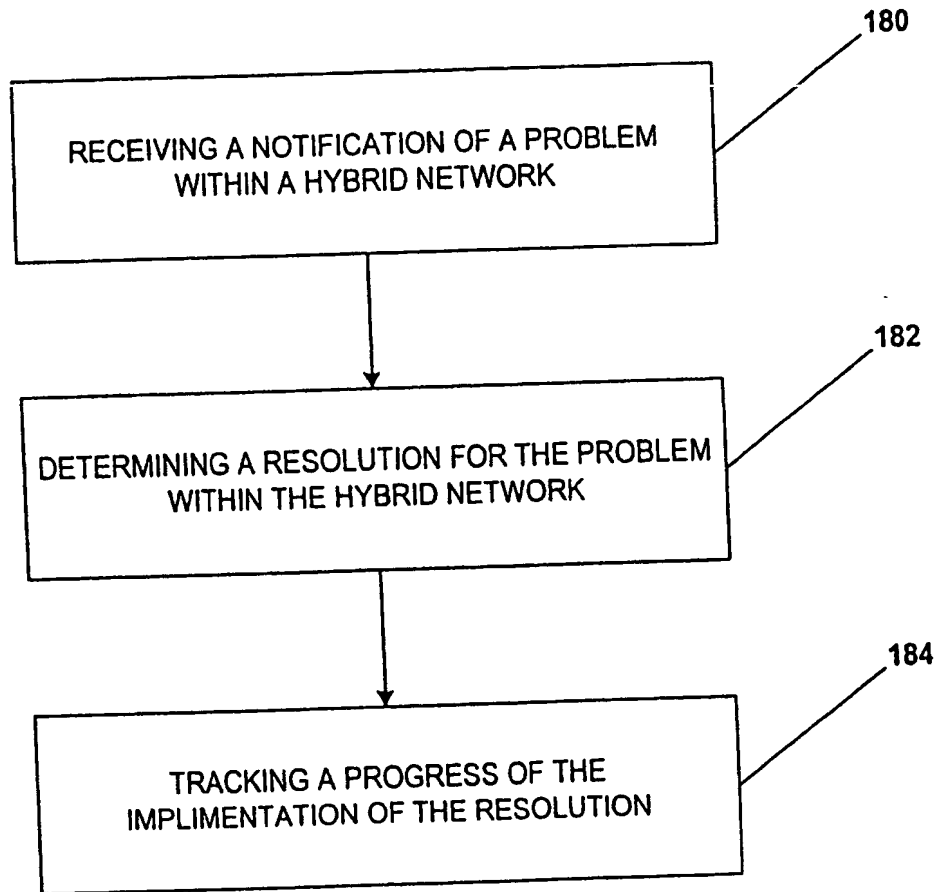 180
RECEIVING A NOTIFICATION OF A PROBLEM
WITHIN A HYBRID NETWORK
182
DETERMINING A RESOLUTION FOR THE PROBLEM
WITHIN THE HYBRID NETWORK
184
TRACKING A PROGRESS OF THE
IMPLIMENTATION OF THE RESOLUTION